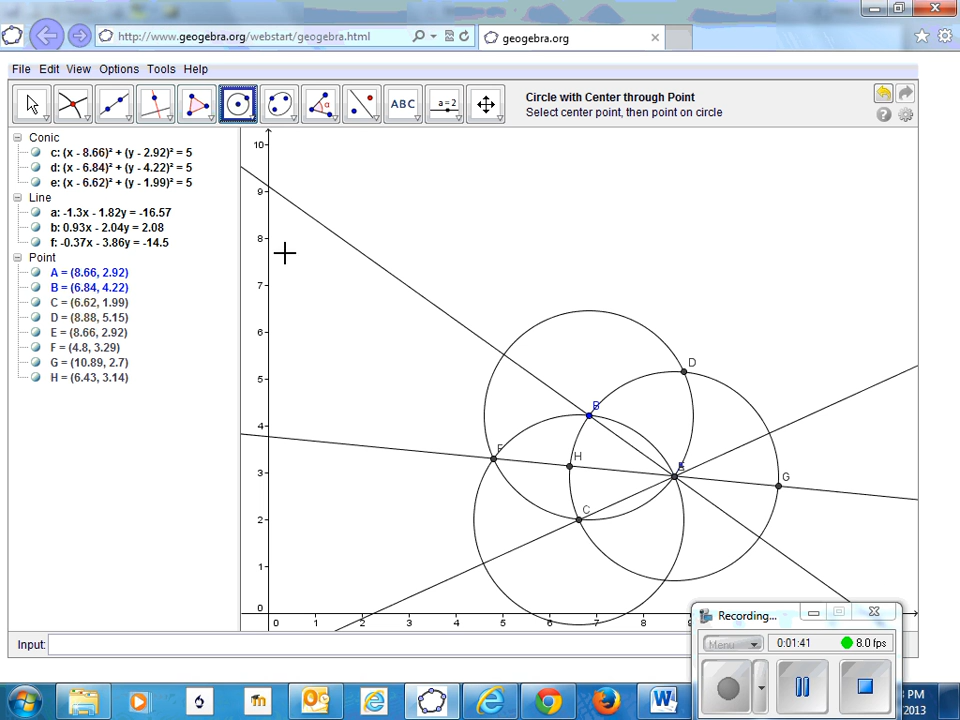 http://www.geogebra.org/webstart/geogebra.html
geogebra.org
File Edit View Options Tools Help
ABC
a=2
Circle with Center through Point
Select center point, then point on circle
Conic
c: (x - 8.66)² + (y - 2.92)² = 5
d: (x - 6.84)² + (y - 4.22)² = 5
e: (x - 6.62)² + (y - 1.99)² = 5
Line
a: -1.3x - 1.82y = -16.57
b: 0.93x - 2.04y = 2.08
f: -0.37x - 3.86y = -14.5
Point
A = (8.66, 2.92)
B = (6.84, 4.22)
C = (6.62, 1.99)
D = (8.88, 5.15)
E = (8.66, 2.92)
F = (4.8, 3.29)
G = (10.89, 2.7)
H = (6.43, 3.14)
10
9
8
7
6
5
4
3
2
1
0
0 1 2 3 4 5 6 7 8
D
B
F
H
G
C
Input:
Recording...
Menu
0:01:41
8.0 fps
PM
2013